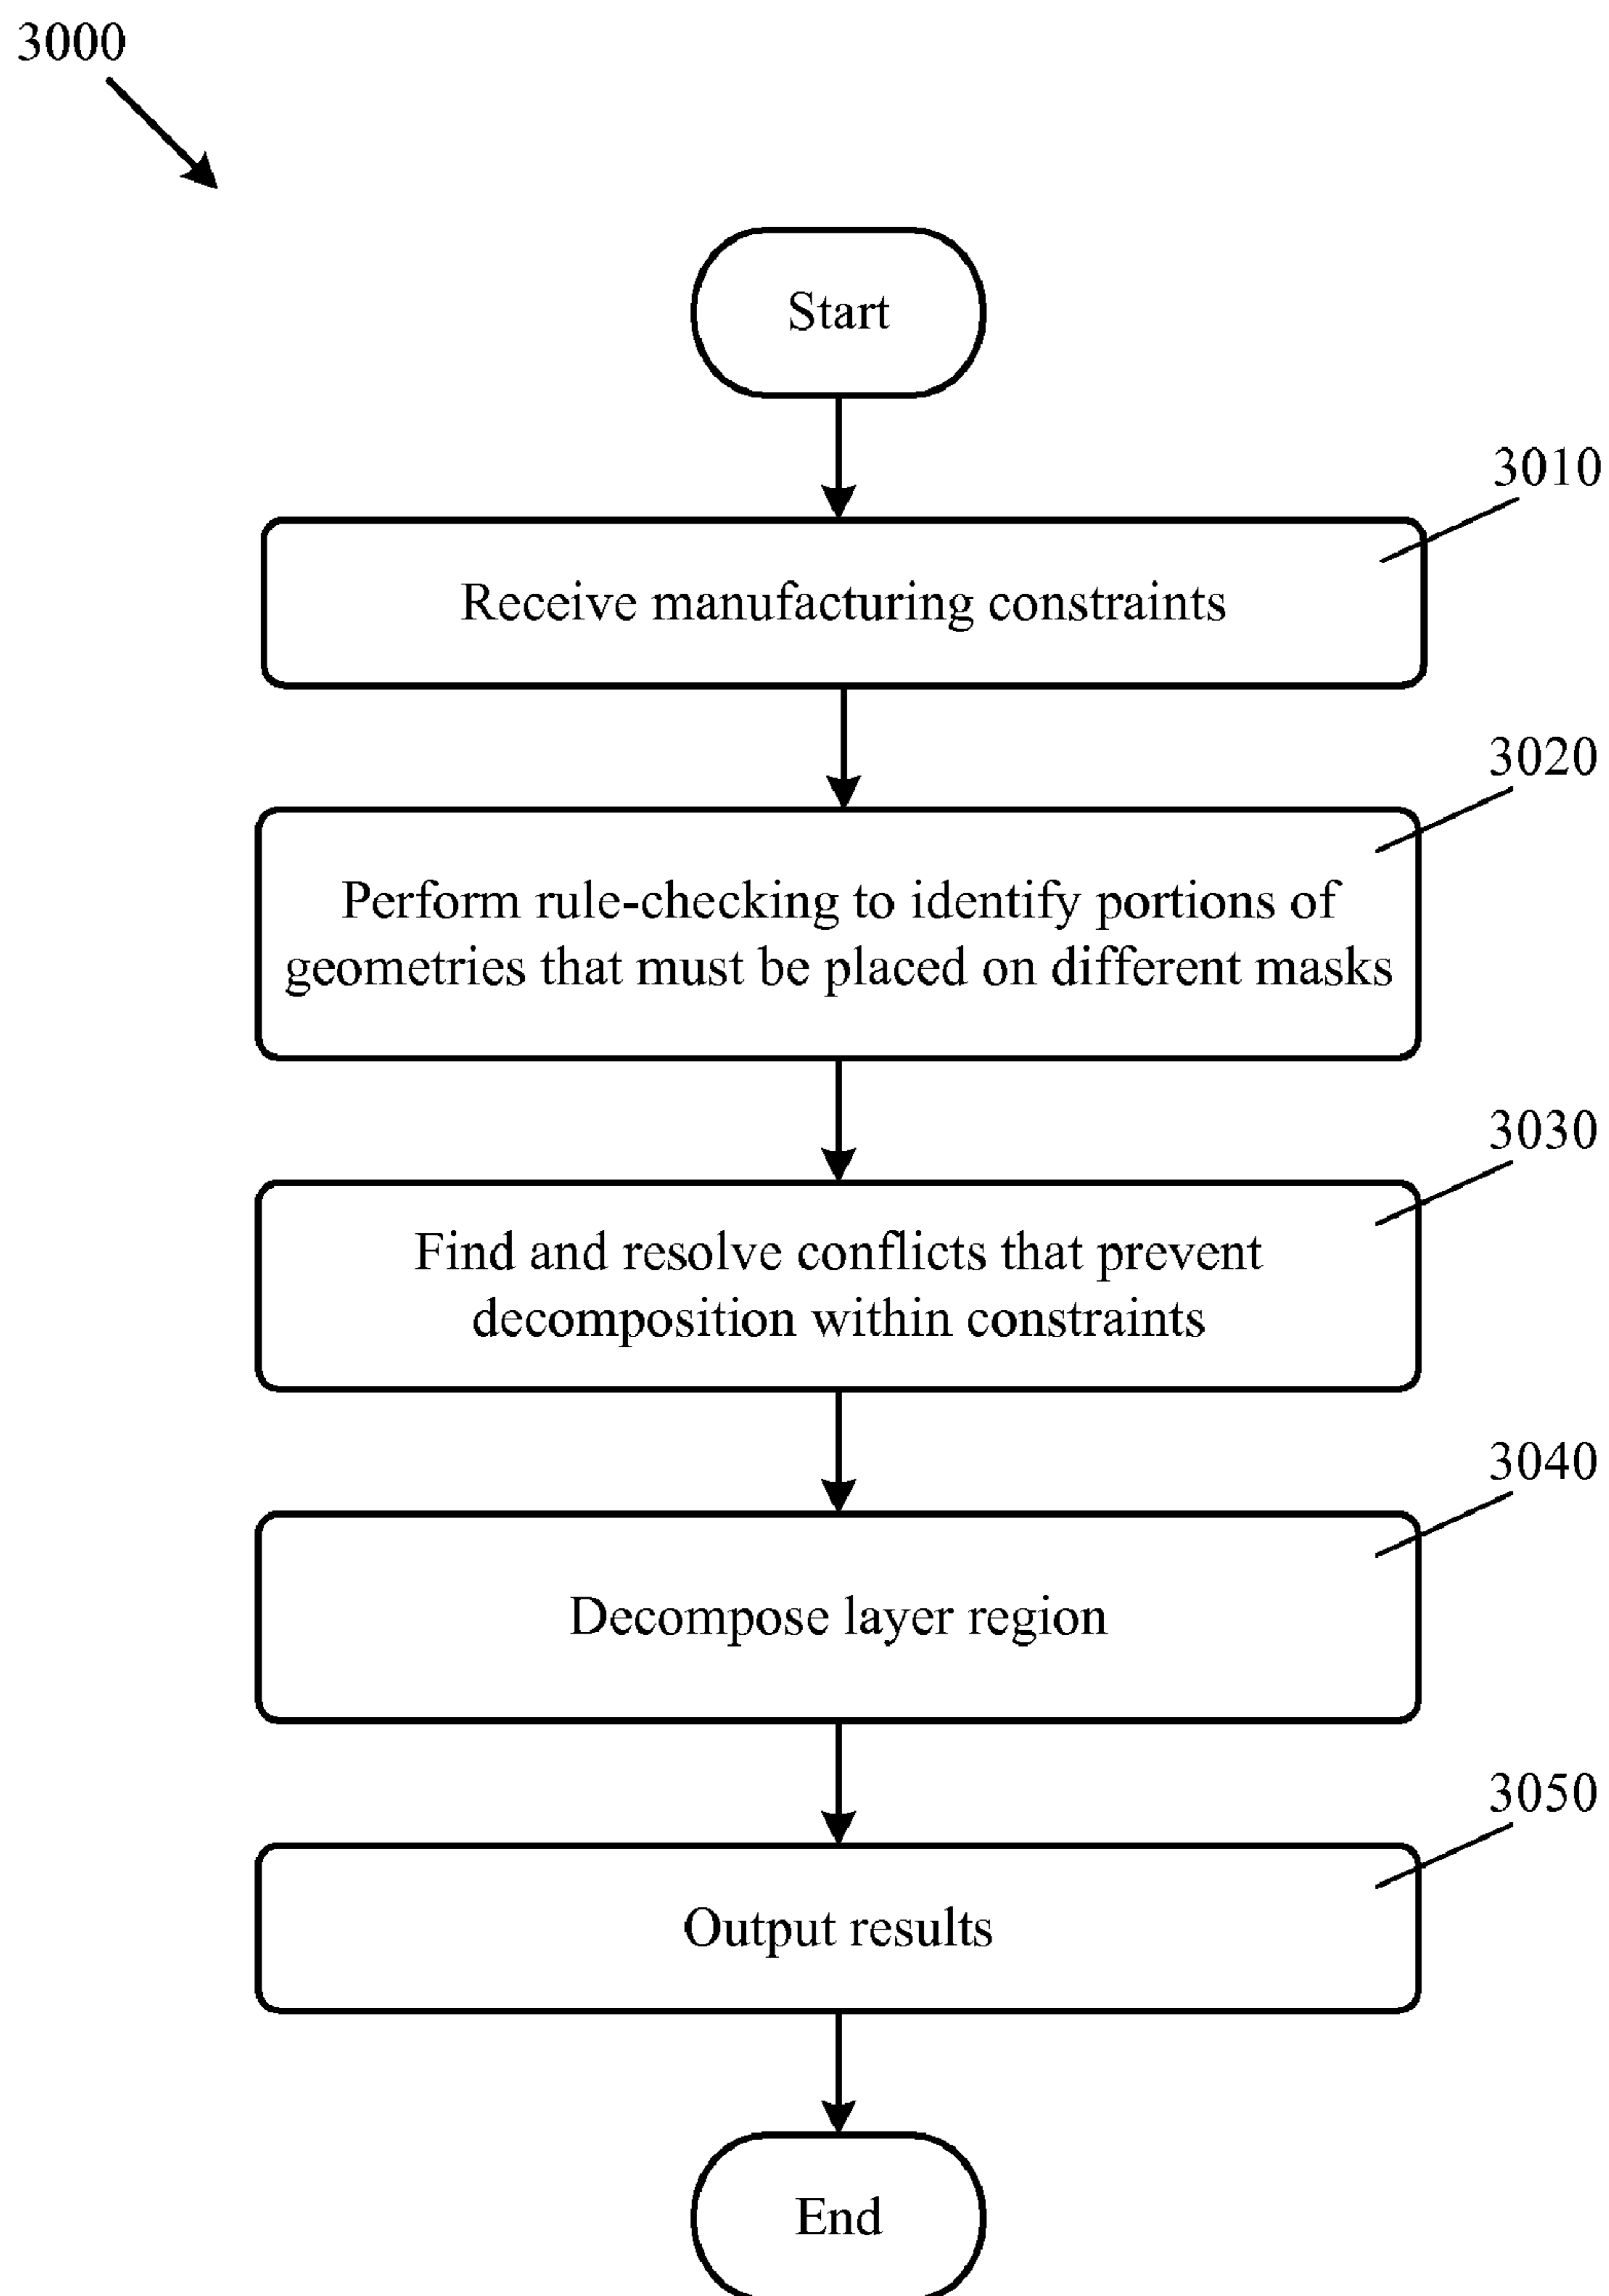 3000
Start
3010
Receive manufacturing constraints
3020
Perform rule-checking to identify portions of
geometries that must be placed on different masks
3030
Find and resolve conflicts that prevent
decomposition within constraints
3040
Decompose layer region
3050
Output results
End